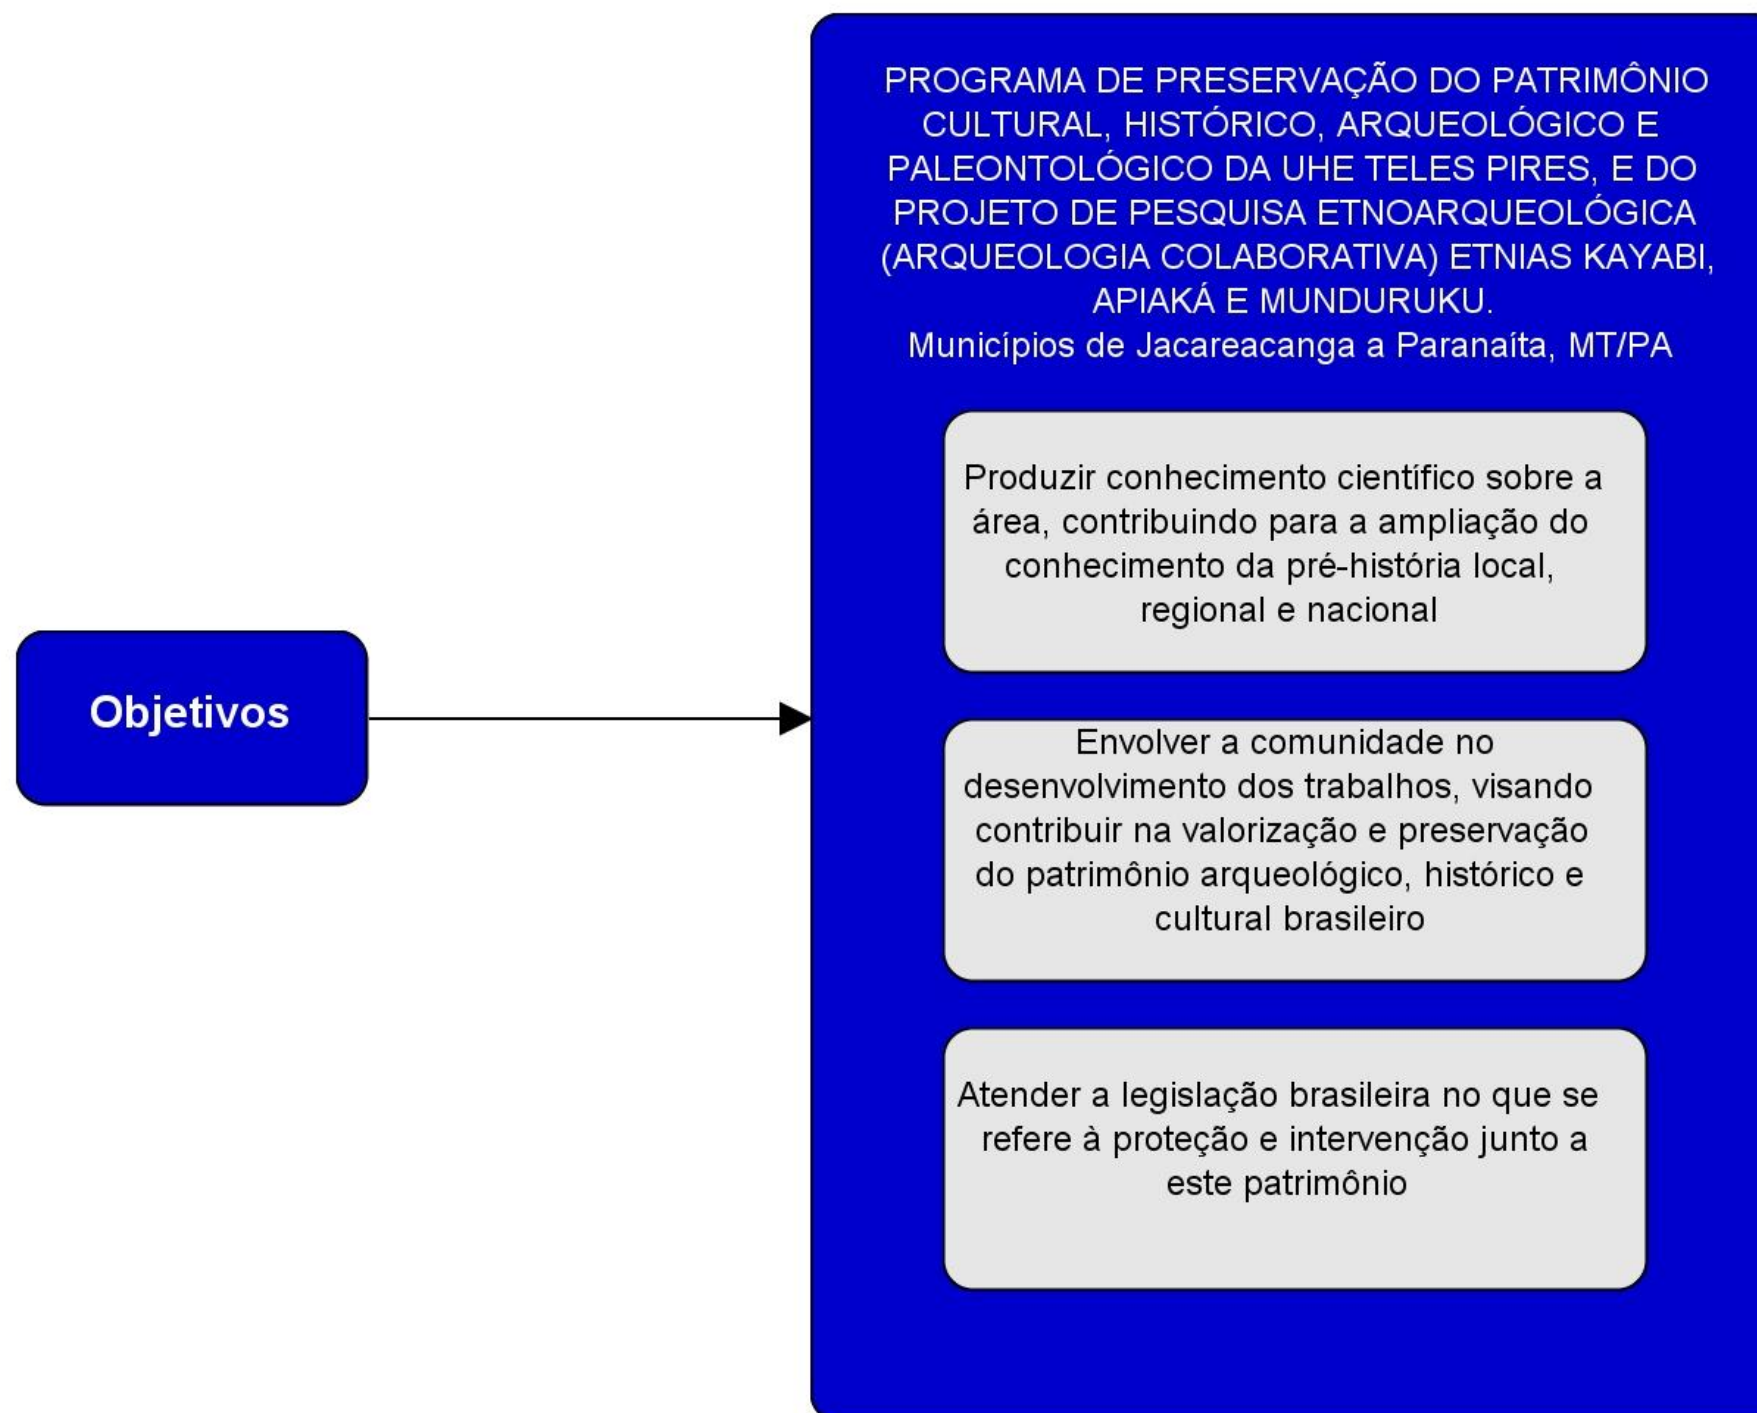 Objetivos
PROGRAMA DE PRESERVAÇÃO DO PATRIMÔNIO
CULTURAL, HISTÓRICO, ARQUEOLÓGICO E
PALEONTOLÓGICO DA UHE TELES PIRES, E DO
PROJETO DE PESQUISA ETNOARQUEOLÓGICA
(ARQUEOLOGIA COLABORATIVA) ETNIAS KAYABI,
APIAKÁ E MUNDURUKU.
Municípios de Jacareacanga a Paranaíta, MT/PA
Produzir conhecimento científico sobre a
área, contribuindo para a ampliação do
conhecimento da pré-história local,
regional e nacional
Envolver a comunidade no
desenvolvimento dos trabalhos, visando
contribuir na valorização e preservação
do patrimônio arqueológico, histórico e
cultural brasileiro
Atender a legislação brasileira no que se
refere à proteção e intervenção junto a
este patrimônio